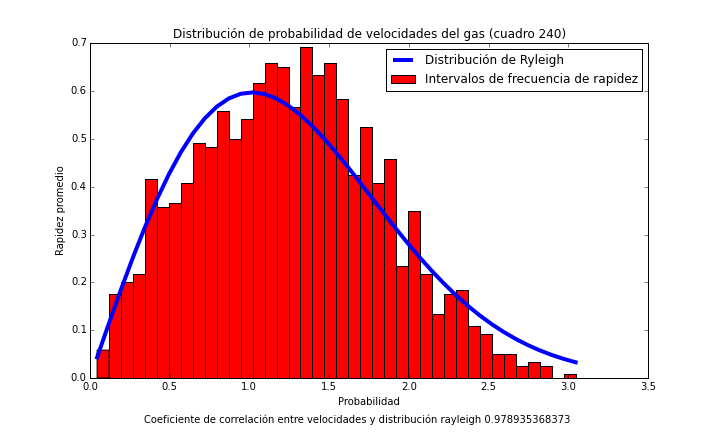 Distribución de probabilidad de velocidades del gas (cuadro 240)
Distribución de Ryleigh
Intervalos de frecuencia de rapidez
Rapidez promedio
0.7
0.6
0.5
0.4
0.3
0.2
0.1
0.0
0.0 0.5 1.0 1.5 2.0 2.5 3.0 3.5
Probabilidad
Coeficiente de correlación entre velocidades y distribución rayleigh 0.978935368373